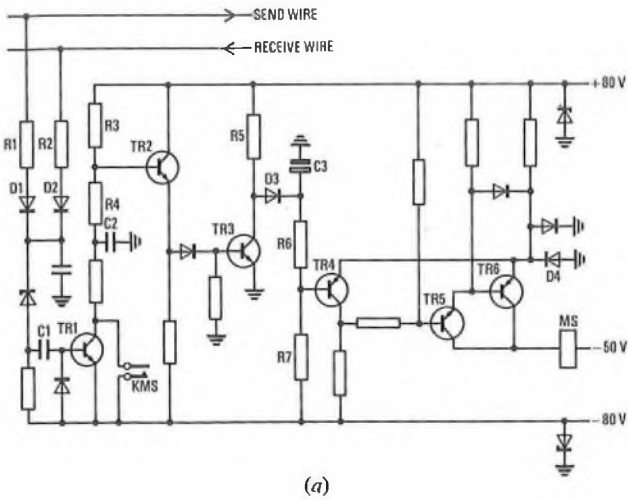 SEND WIRE
RECEIVE WIRE
+80 V
R1
R2
R3
TR2
R5
D1
D2
R4
C2
D3
C3
TR3
R6
TR4
TR5
TR6
D4
C1
TR1
KMS
R7
MS
−50 V
−80 V
(a)